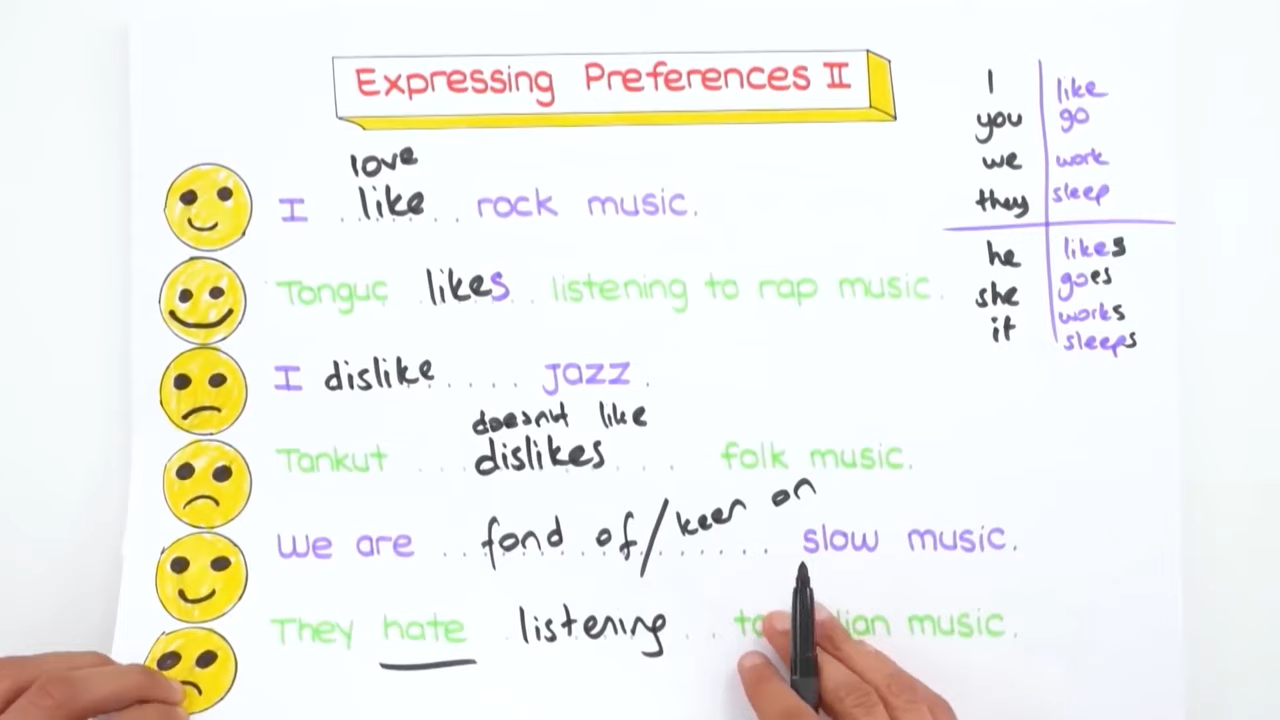 Expressing Preferences II
love
I like rock music.
Tonguç likes listening to rap music.
I dislike .... jazz.
doesnt like
Tankut ... dislikes .... folk music.
We are .. fond of/keen on ...... slow music.
They hate . listening .. to music.
I like
you go
we work
they sleep
he likes
she goes
it works
sleeps